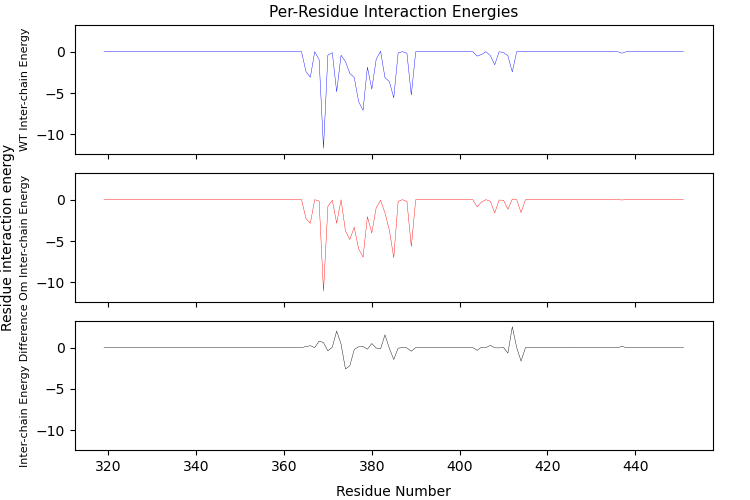 Per-Residue Interaction Energies
Residue interaction energy
WT Inter-chain Energy
0
−5
−10
Om Inter-chain Energy
0
−5
−10
Inter-chain Energy Difference
0
−5
−10
320 340 360 380 400 420 440
Residue Number